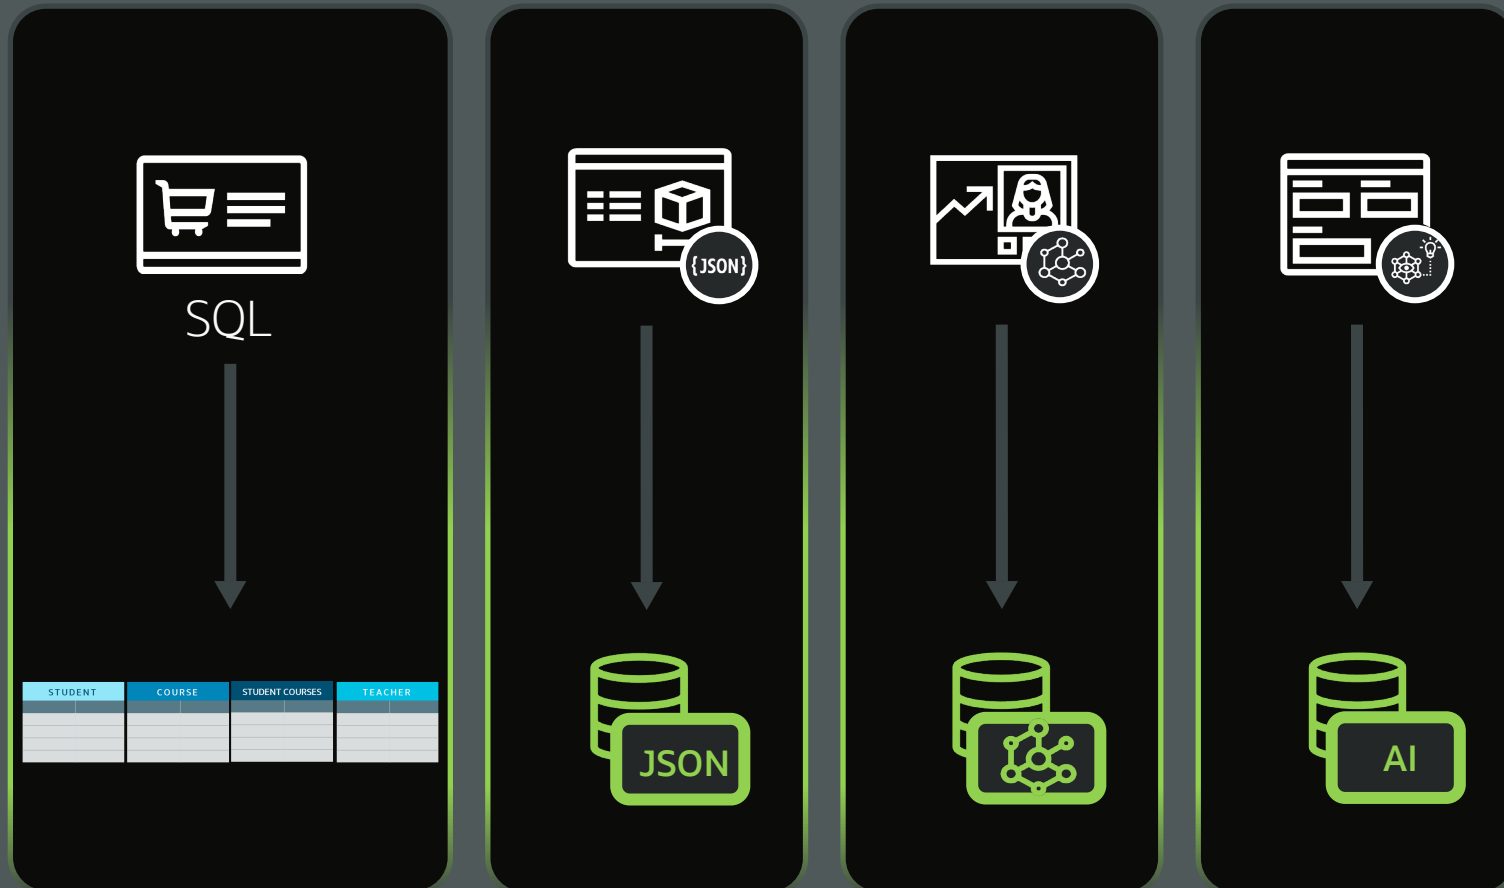 SQL
{JSON}
STUDENT
COURSE
STUDENT COURSES
TEACHER
JSON
AI